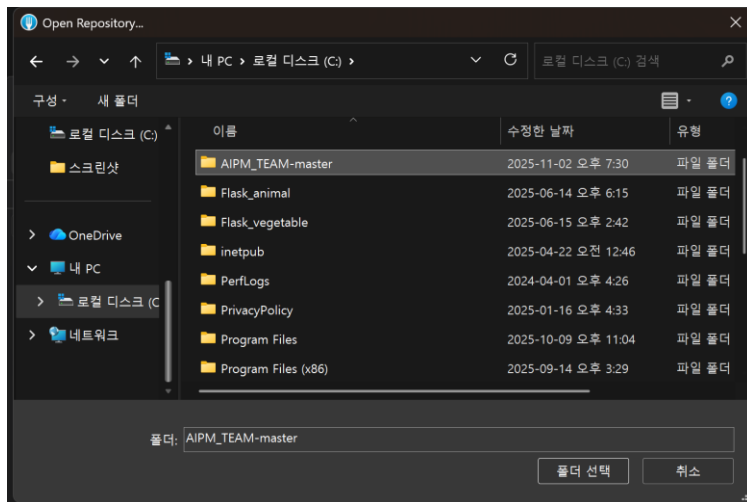 Open Repository...
내 PC › 로컬 디스크 (C:) ›
로컬 디스크 (C:) 검색
구성
새 폴더
이름
수정한 날짜
유형
로컬 디스크 (C:)
스크린샷
OneDrive
내 PC
로컬 디스크 (C
네트워크
AIPM_TEAM-master 2025-11-02 오후 7:30 파일 폴더
Flask_animal 2025-06-14 오후 6:15 파일 폴더
Flask_vegetable 2025-06-15 오후 2:42 파일 폴더
inetpub 2025-04-22 오전 12:46 파일 폴더
PerfLogs 2024-04-01 오후 4:26 파일 폴더
PrivacyPolicy 2025-01-16 오후 4:33 파일 폴더
Program Files 2025-10-09 오후 11:04 파일 폴더
Program Files (x86) 2025-09-14 오후 3:29 파일 폴더
폴더: AIPM_TEAM-master
폴더 선택
취소